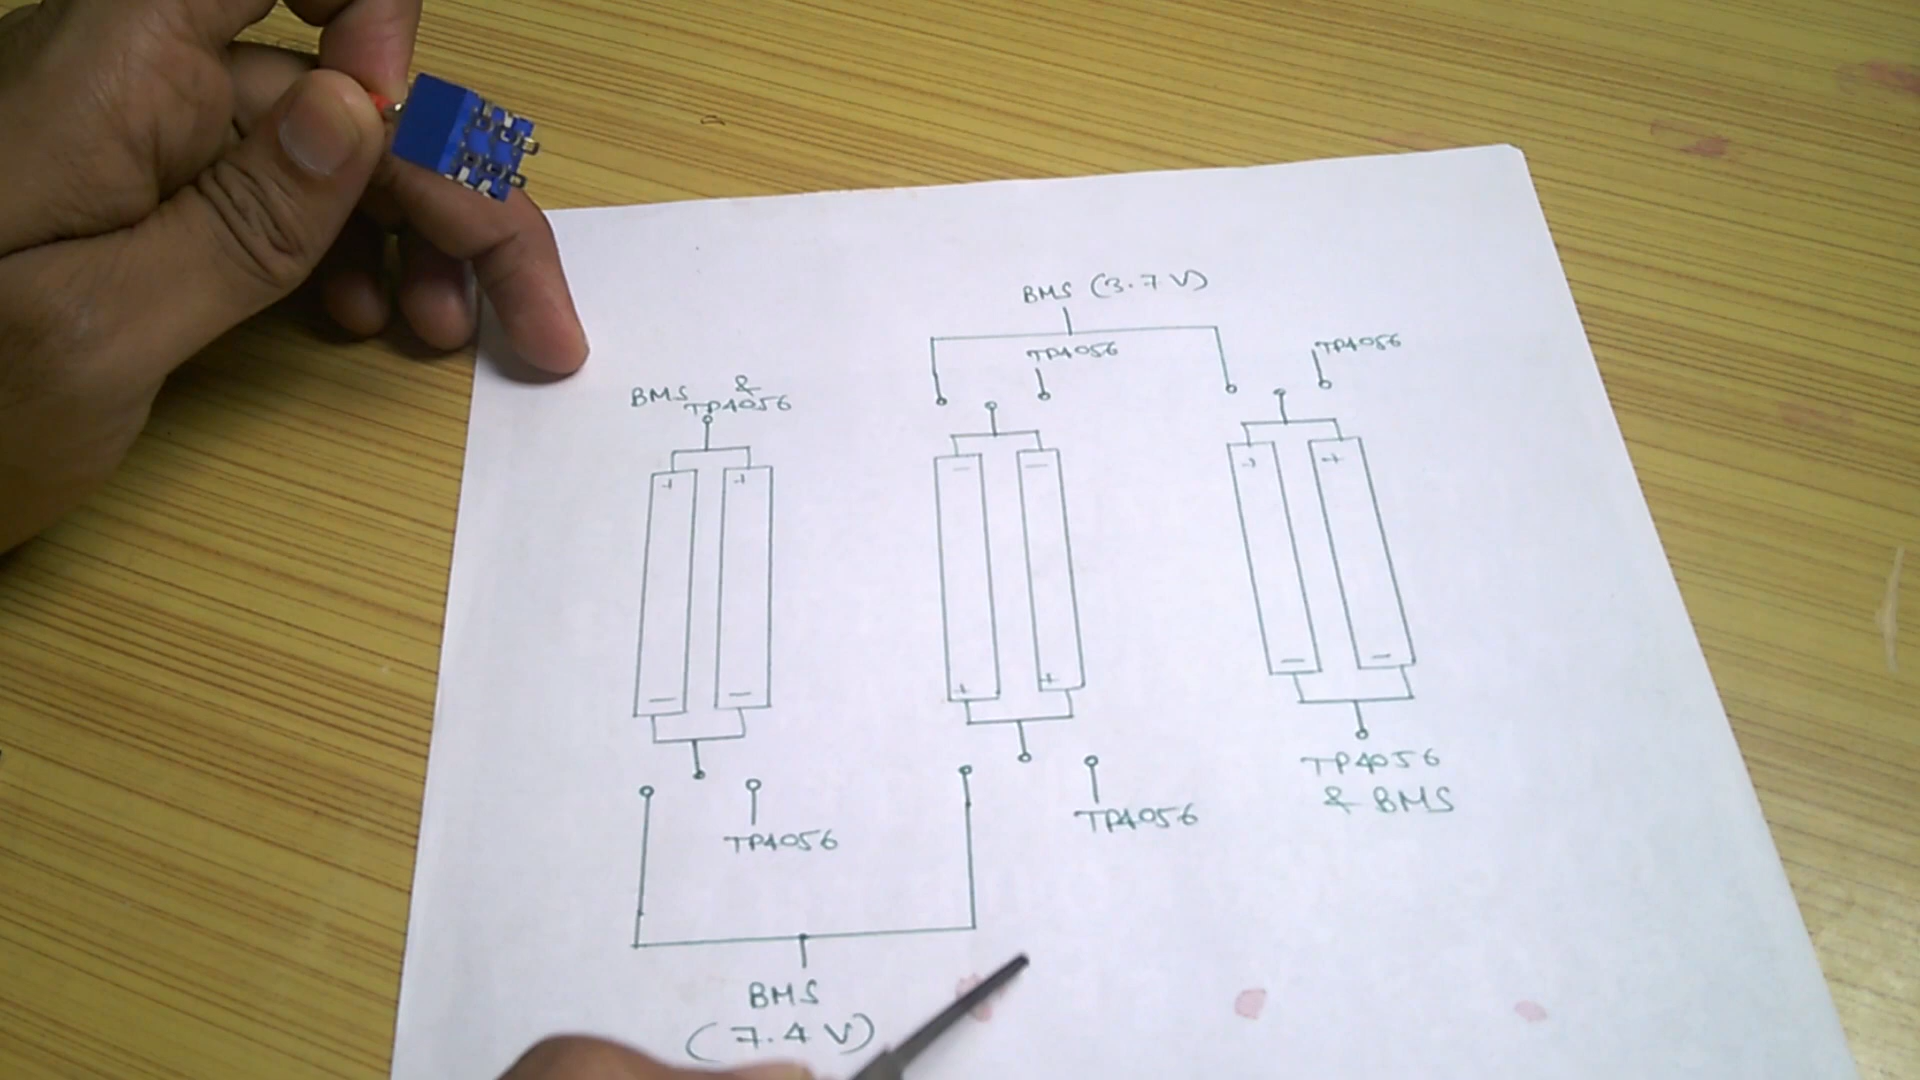 BMS (3.7 V)
TP4056
TP4056
BMS &
TP4056
+ +
- -
+ +
- -
+ +
- -
TP4056
& BMS
TP4056
TP4056
BMS
(7.4 V)